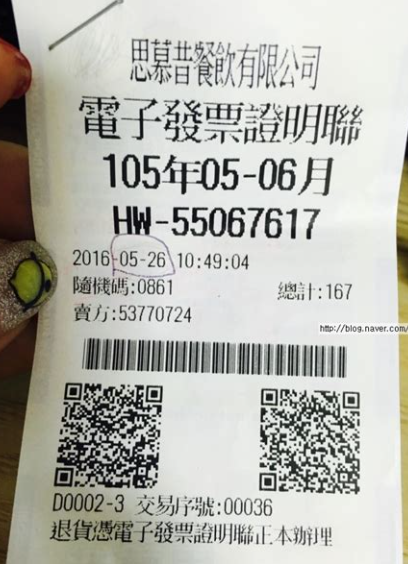 思慕昔餐飲有限公司
電子發票證明聯
105年05-06月
HW-55067617
2016-05-26 10:49:04
隨機碼:0861 總計:167
賣方:53770724
http://blog.naver.com/
D0002-3 交易序號:00036
退貨憑電子發票證明聯正本辦理